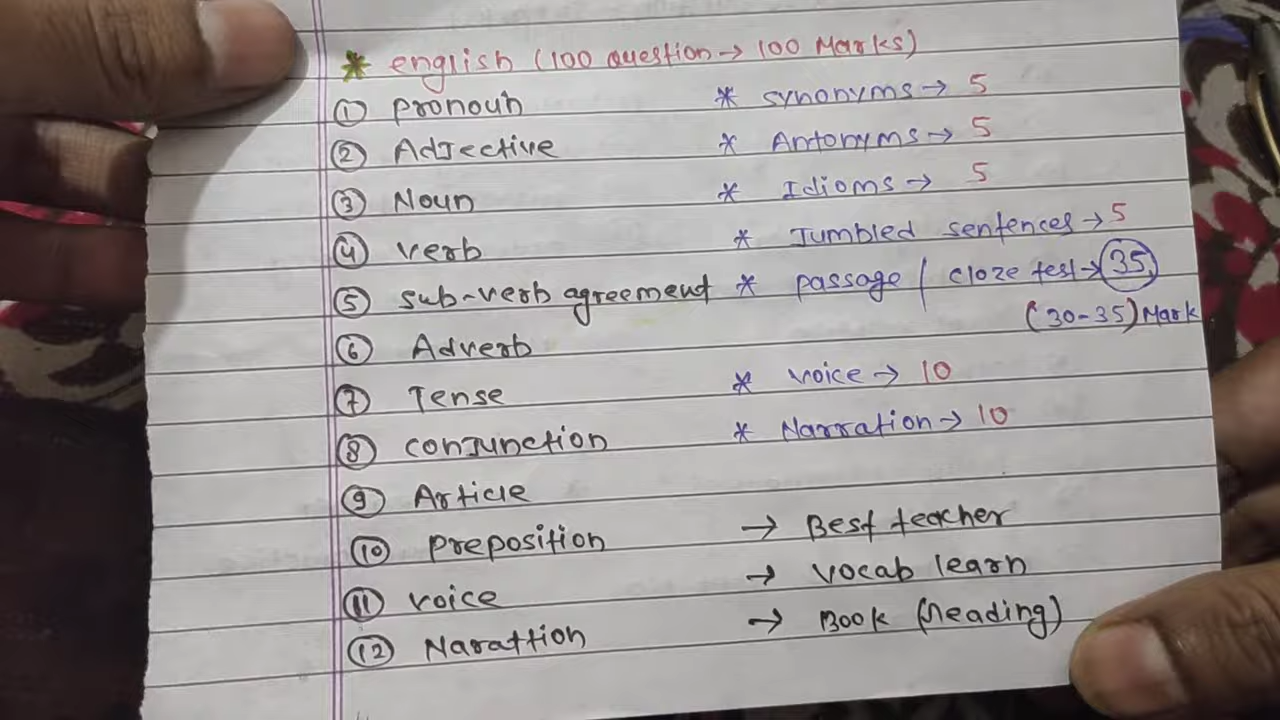 * english (100 question → 100 Marks)
① pronoun
② Adjective
③ Noun
④ verb
⑤ sub-verb agreement
⑥ Adverb
⑦ Tense
⑧ conjunction
⑨ Article
⑩ preposition
⑪ voice
⑫ Narattion
* synonyms → 5
* Antonyms → 5
* Idioms → 5
* Jumbled sentences → 5
* passage / cloze test → 35
(30-35) Mark
* voice → 10
* Narration → 10
→ Best teacher
→ vocab learn
→ Book (Reading)